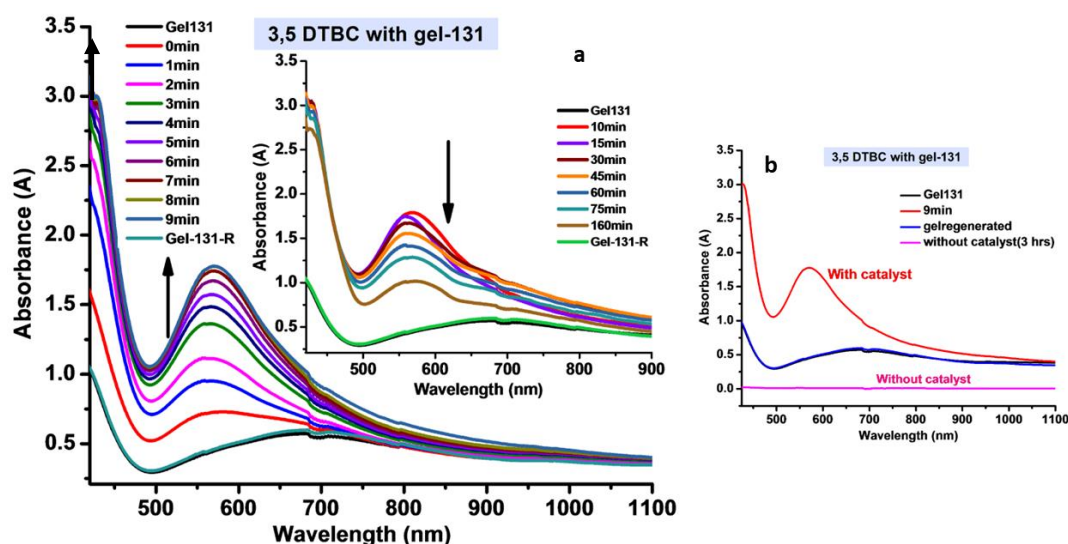 3.5
3.0
2.5
2.0
1.5
1.0
0.5
Absorbance (A)
500 600 700 800 900 1000 1100
Wavelength (nm)
Gel131
0min
1min
2min
3min
4min
5min
6min
7min
8min
9min
Gel-131-R
3,5 DTBC with gel-131
a
3.5
3.0
2.5
2.0
1.5
1.0
0.5
Absorbance (A)
500 600 700 800 900
Wavelength (nm)
Gel131
10min
15min
30min
45min
60min
75min
160min
Gel-131-R
b
3,5 DTBC with gel-131
3.5
3.0
2.5
2.0
1.5
1.0
0.5
0.0
Absorbance (A)
Gel131
9min
gelregenerated
without catalyst(3 hrs)
With catalyst
Without catalyst
500 600 700 800 900 1000 1100
Wavelength (nm)